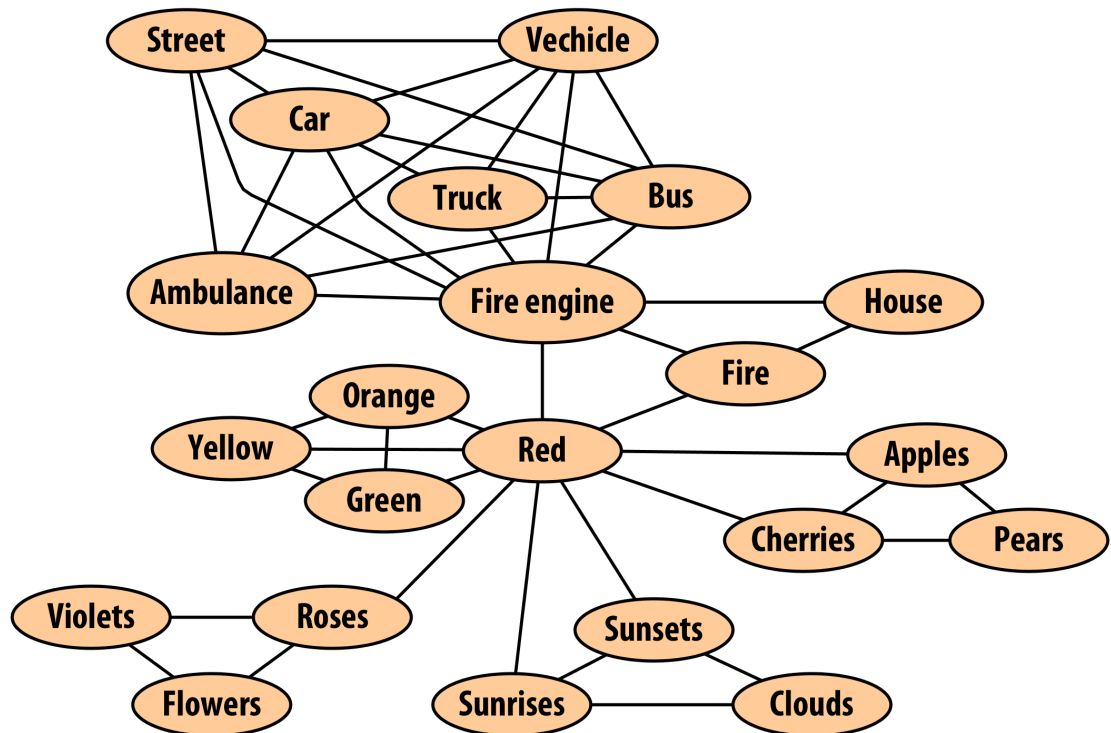 Street
Vechicle
Car
Truck
Bus
Ambulance
Fire engine
House
Fire
Orange
Yellow
Red
Apples
Green
Cherries
Pears
Violets
Roses
Sunsets
Flowers
Sunrises
Clouds